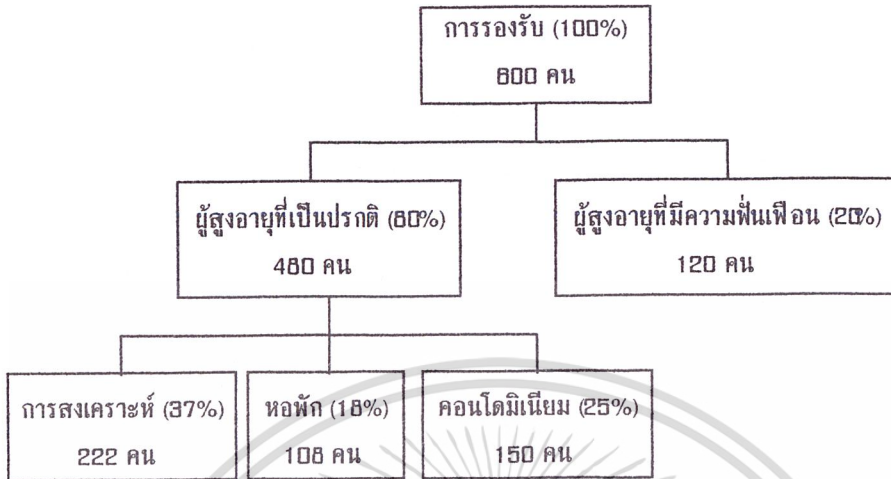 การรองรับ (100%)
600 คน
ผู้สูงอายุที่เป็นปรกติ (80%)
480 คน
ผู้สูงอายุที่มีความฟั่นเฟือน (20%)
120 คน
การสงเคราะห์ (37%)
222 คน
หอพัก (18%)
108 คน
คอนโดมิเนียม (25%)
150 คน